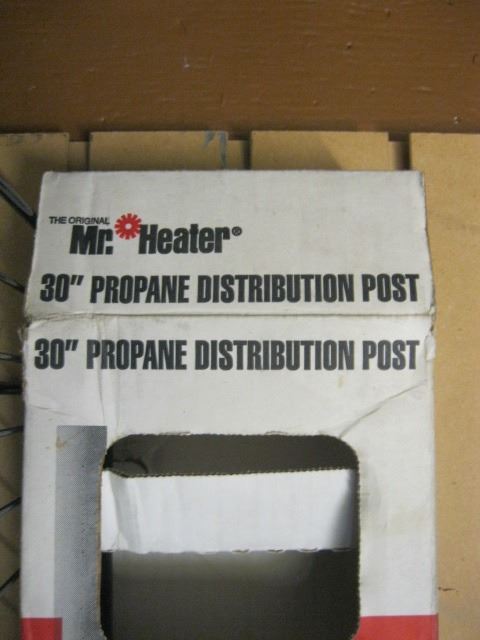 THE ORIGINAL
Mr. Heater®
30" PROPANE DISTRIBUTION POST
30" PROPANE DISTRIBUTION POST